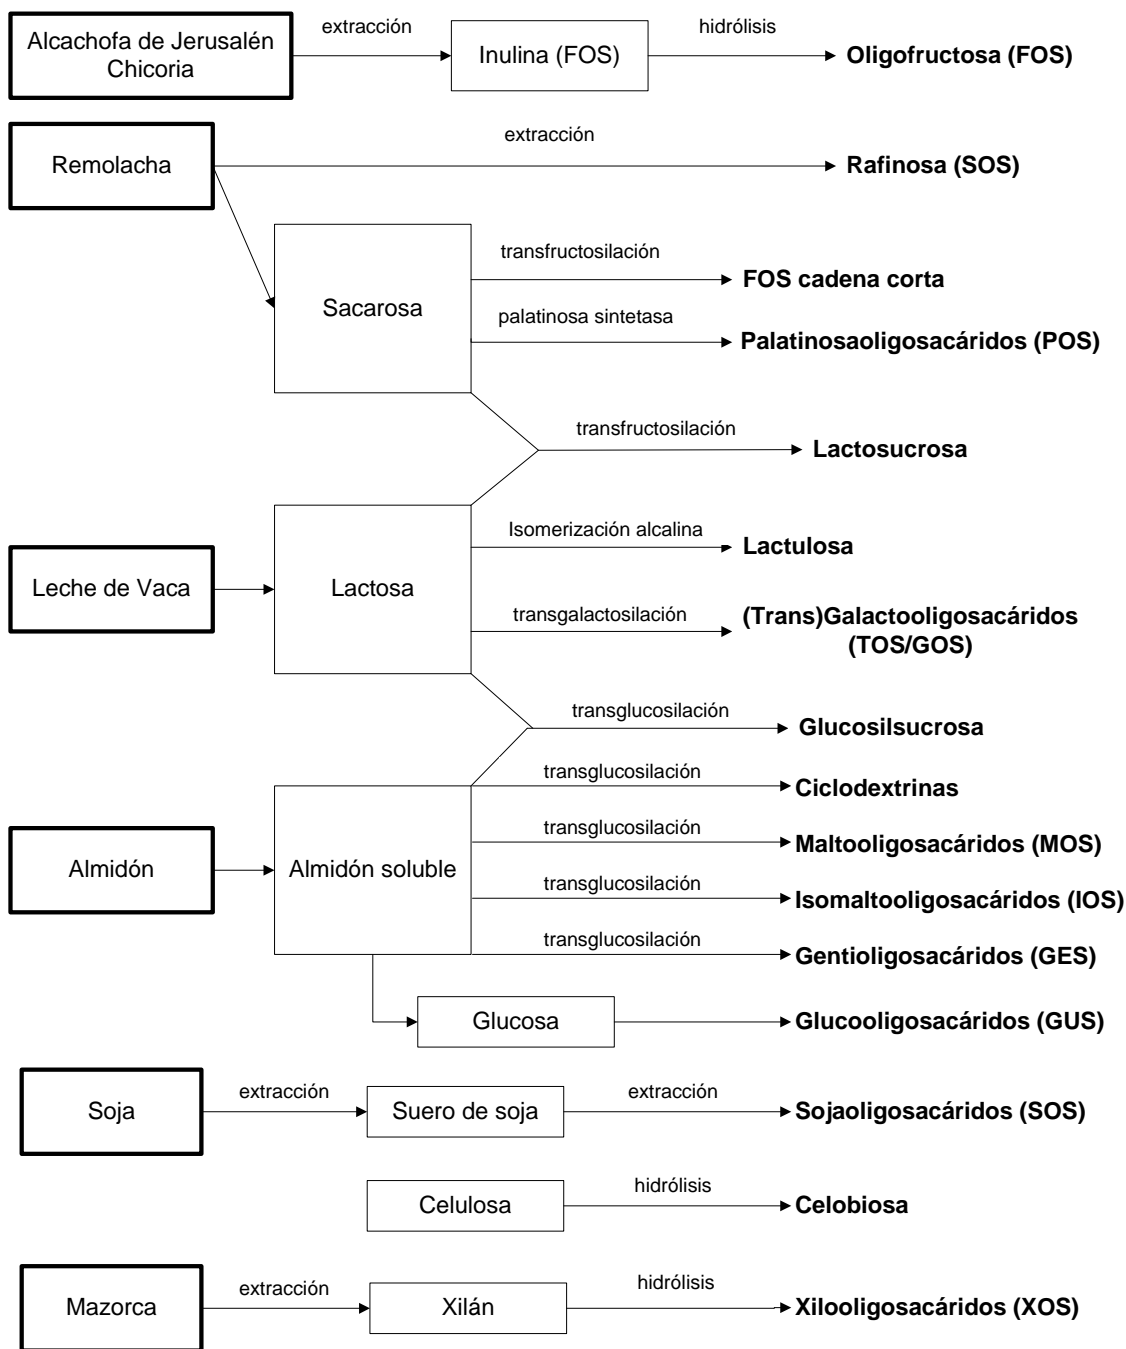 extracción
hidrólisis
Alcachofa de Jerusalén
Chicoria
Inulina (FOS)
Oligofructosa (FOS)
extracción
Remolacha
Rafinosa (SOS)
transfructosilación
Sacarosa
FOS cadena corta
palatinosa sintetasa
Palatinosaoligosacáridos (POS)
transfructosilación
Lactosucrosa
Isomerización alcalina
Lactulosa
Leche de Vaca
Lactosa
transgalactosilación
(Trans)Galactooligosacáridos
(TOS/GOS)
transglucosilación
Glucosilsucrosa
transglucosilación
Ciclodextrinas
transglucosilación
Maltooligosacáridos (MOS)
Almidón
Almidón soluble
transglucosilación
Isomaltooligosacáridos (IOS)
transglucosilación
Gentioligosacáridos (GES)
Glucosa
Glucooligosacáridos (GUS)
extracción
extracción
Soja
Suero de soja
Sojaoligosacáridos (SOS)
hidrólisis
Celulosa
Celobiosa
extracción
hidrólisis
Mazorca
Xilán
Xilooligosacáridos (XOS)